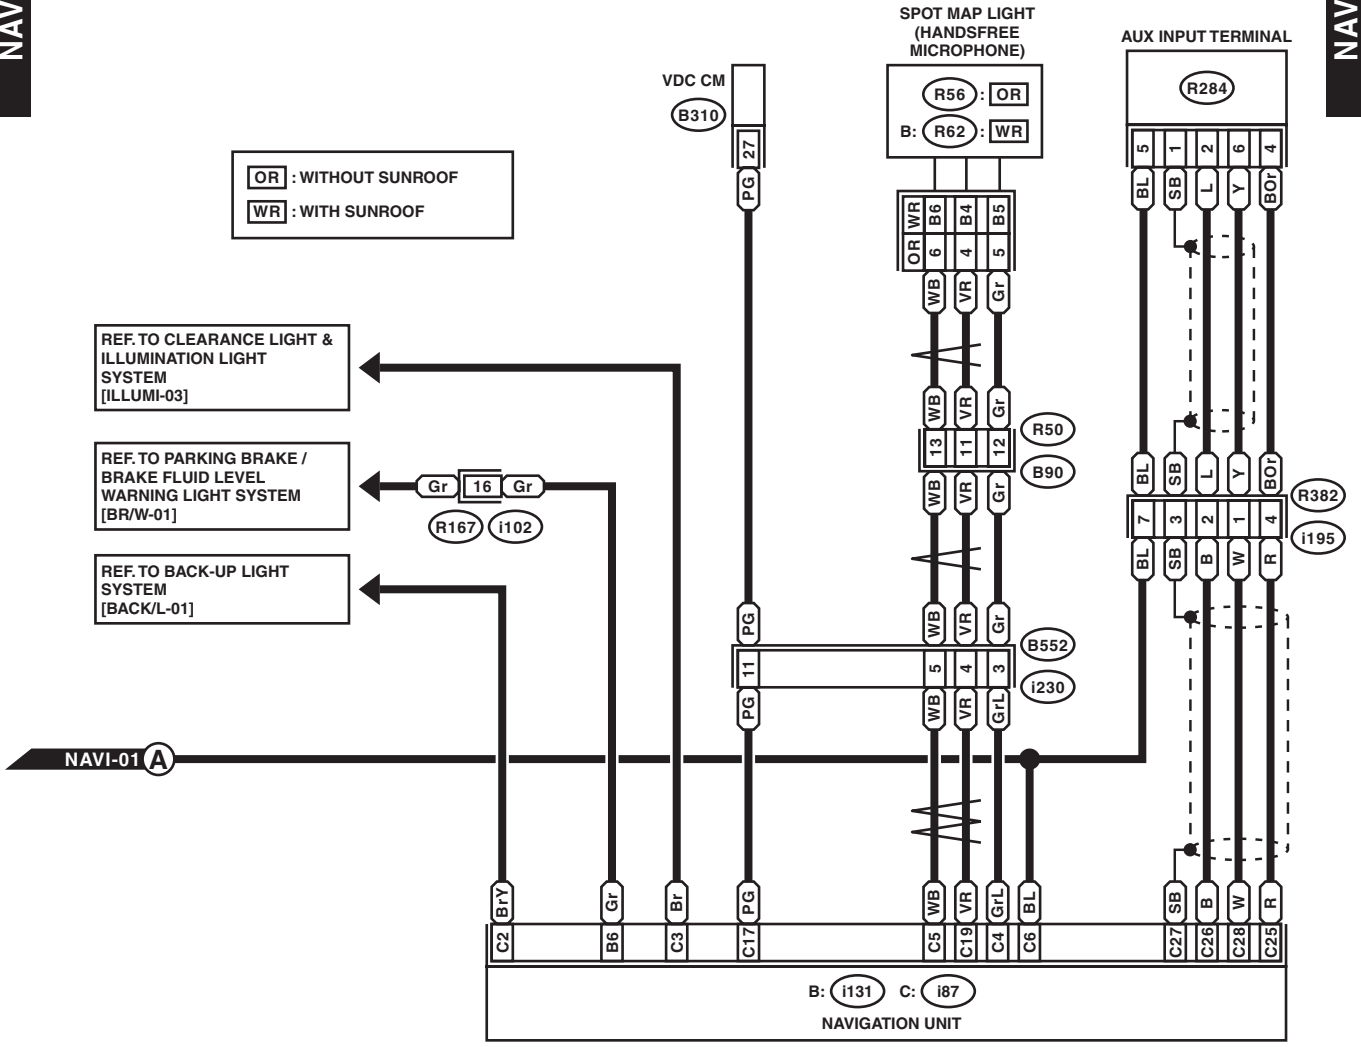 NAVI
NAVI
SPOT MAP LIGHT
(HANDSFREE
MICROPHONE)
AUX INPUT TERMINAL
VDC CM
B310
R56 : OR
B: R62 : WR
R284
27
5 1 2 6 4
OR : WITHOUT SUNROOF
WR : WITH SUNROOF
PG
BL SB L Y BOr
WR B6 B4 B5
OR 6 4 5
WB VR Gr
REF. TO CLEARANCE LIGHT &
ILLUMINATION LIGHT
SYSTEM
[ILLUMI-03]
WB VR Gr
13 11 12
R50
B90
WB VR Gr
REF. TO PARKING BRAKE /
BRAKE FLUID LEVEL
WARNING LIGHT SYSTEM
[BR/W-01]
Gr 16 Gr
R167 i102
BL SB L Y BOr
R382
7 3 2 1 4
i195
BL SB B W R
REF. TO BACK-UP LIGHT
SYSTEM
[BACK/L-01]
PG WB VR Gr
B552
11 5 4 3
i230
PG WB VR GrL
NAVI-01 A
BrY Gr Br PG WB VR GrL BL SB B W R
C2 B6 C3 C17 C5 C19 C4 C6 C27 C26 C28 C25
B: i131 C: i87
NAVIGATION UNIT